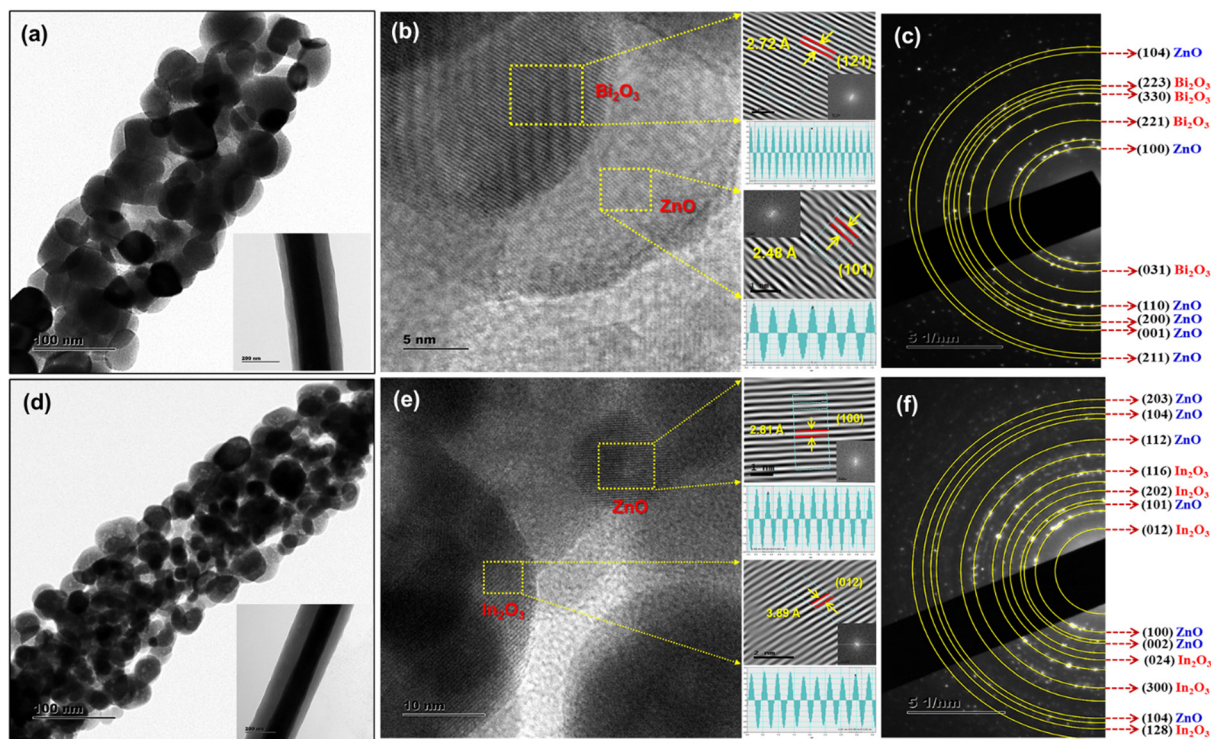 (a)
100 nm
200 nm
(b)
Bi₂O₃
ZnO
5 nm
2.72 A
(121)
2.48 A
(101)
(c)
(104) ZnO
(223) Bi₂O₃
(330) Bi₂O₃
(221) Bi₂O₃
(100) ZnO
(031) Bi₂O₃
(110) ZnO
(200) ZnO
(001) ZnO
(211) ZnO
5 1/nm
(d)
100 nm
(e)
ZnO
In₂O₃
10 nm
(100)
2.81 A
(012)
3.89 A
2 nm
(f)
(203) ZnO
(104) ZnO
(112) ZnO
(116) In₂O₃
(202) In₂O₃
(101) ZnO
(012) In₂O₃
(100) ZnO
(002) ZnO
(024) In₂O₃
(300) In₂O₃
(104) ZnO
(128) In₂O₃
5 1/nm